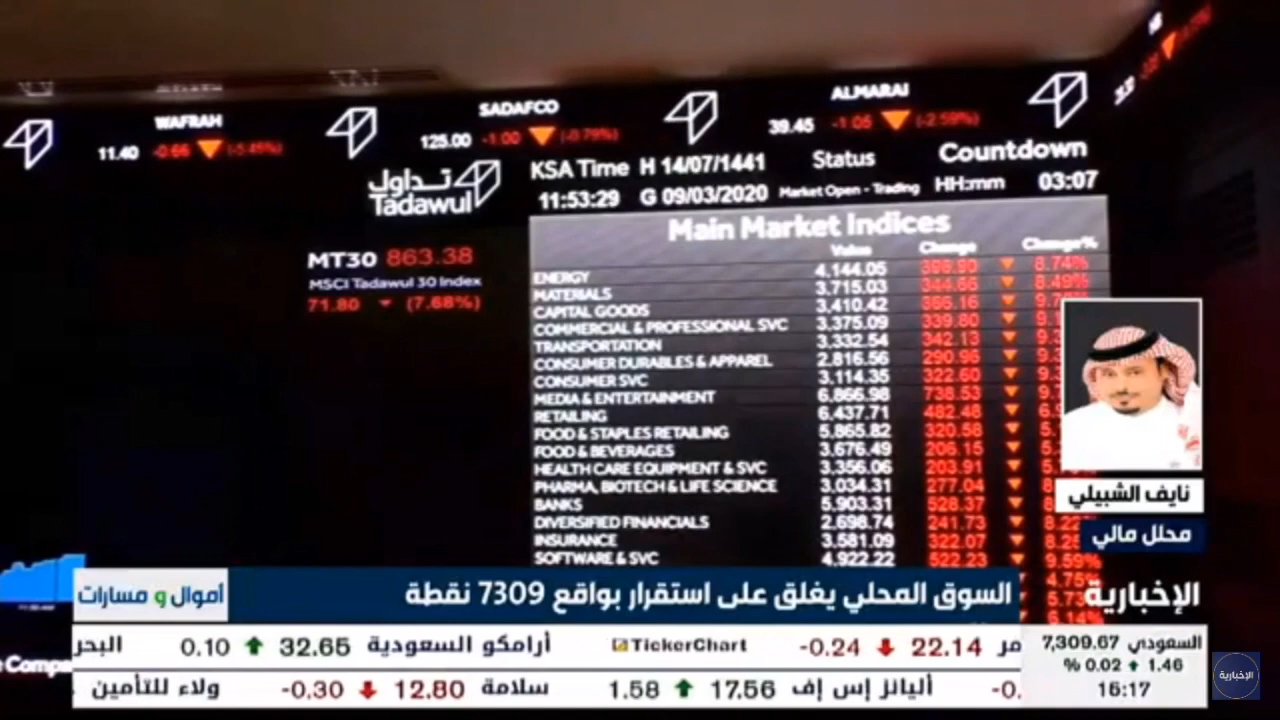 WAFRAH
11.40 -0.66 (-5.45%)
SADAFCO
125.00 -1.00 (-0.79%)
ALMARAI
39.45 -1.05 (-2.59%)
تداول
Tadawul
KSA Time H 14/07/1441 Status Countdown
11:53:29 G 09/03/2020 Market Open - Trading HH:mm 03:07
MT30 863.38
MSCI Tadawul 30 Index
71.80 (7.68%)
Main Market Indices
Value Change Change%
ENERGY 4,144.05 396.90 8.74%
MATERIALS 3,715.03 344.66 8.49%
CAPITAL GOODS 3,410.42 366.16
COMMERCIAL & PROFESSIONAL SVC 3,375.09 339.80
TRANSPORTATION 3,332.54 342.13
CONSUMER DURABLES & APPAREL 2,816.56 290.96
CONSUMER SVC 3,114.35 322.60
MEDIA & ENTERTAINMENT 6,866.98 738.53
RETAILING 6,437.71 482.48
FOOD & STAPLES RETAILING 5,865.82 320.58
FOOD & BEVERAGES 3,676.49 206.15
HEALTH CARE EQUIPMENT & SVC 3,356.06 203.91
PHARMA, BIOTECH & LIFE SCIENCE 3,034.31 277.04
BANKS 5,903.31 528.37
DIVERSIFIED FINANCIALS 2,698.74 241.73 8.22%
INSURANCE 3,581.09 322.07
SOFTWARE & SVC 4,922.22 522.23 9.59%
4.75%
نايف الشبيلي
محلل مالي
الإخبارية
السوق المحلي يغلق على استقرار بواقع 7309 نقطة
أموال و مسارات
السعودي 7,309.67
% 0.02 1.46
16:17
مر 22.14 -0.24 TickerChart أرامكو السعودية 32.65 0.10 البحر
-0. أليانز إس إف 17.56 1.58 سلامة 12.80 -0.30 ولاء للتأمين
الإخبارية